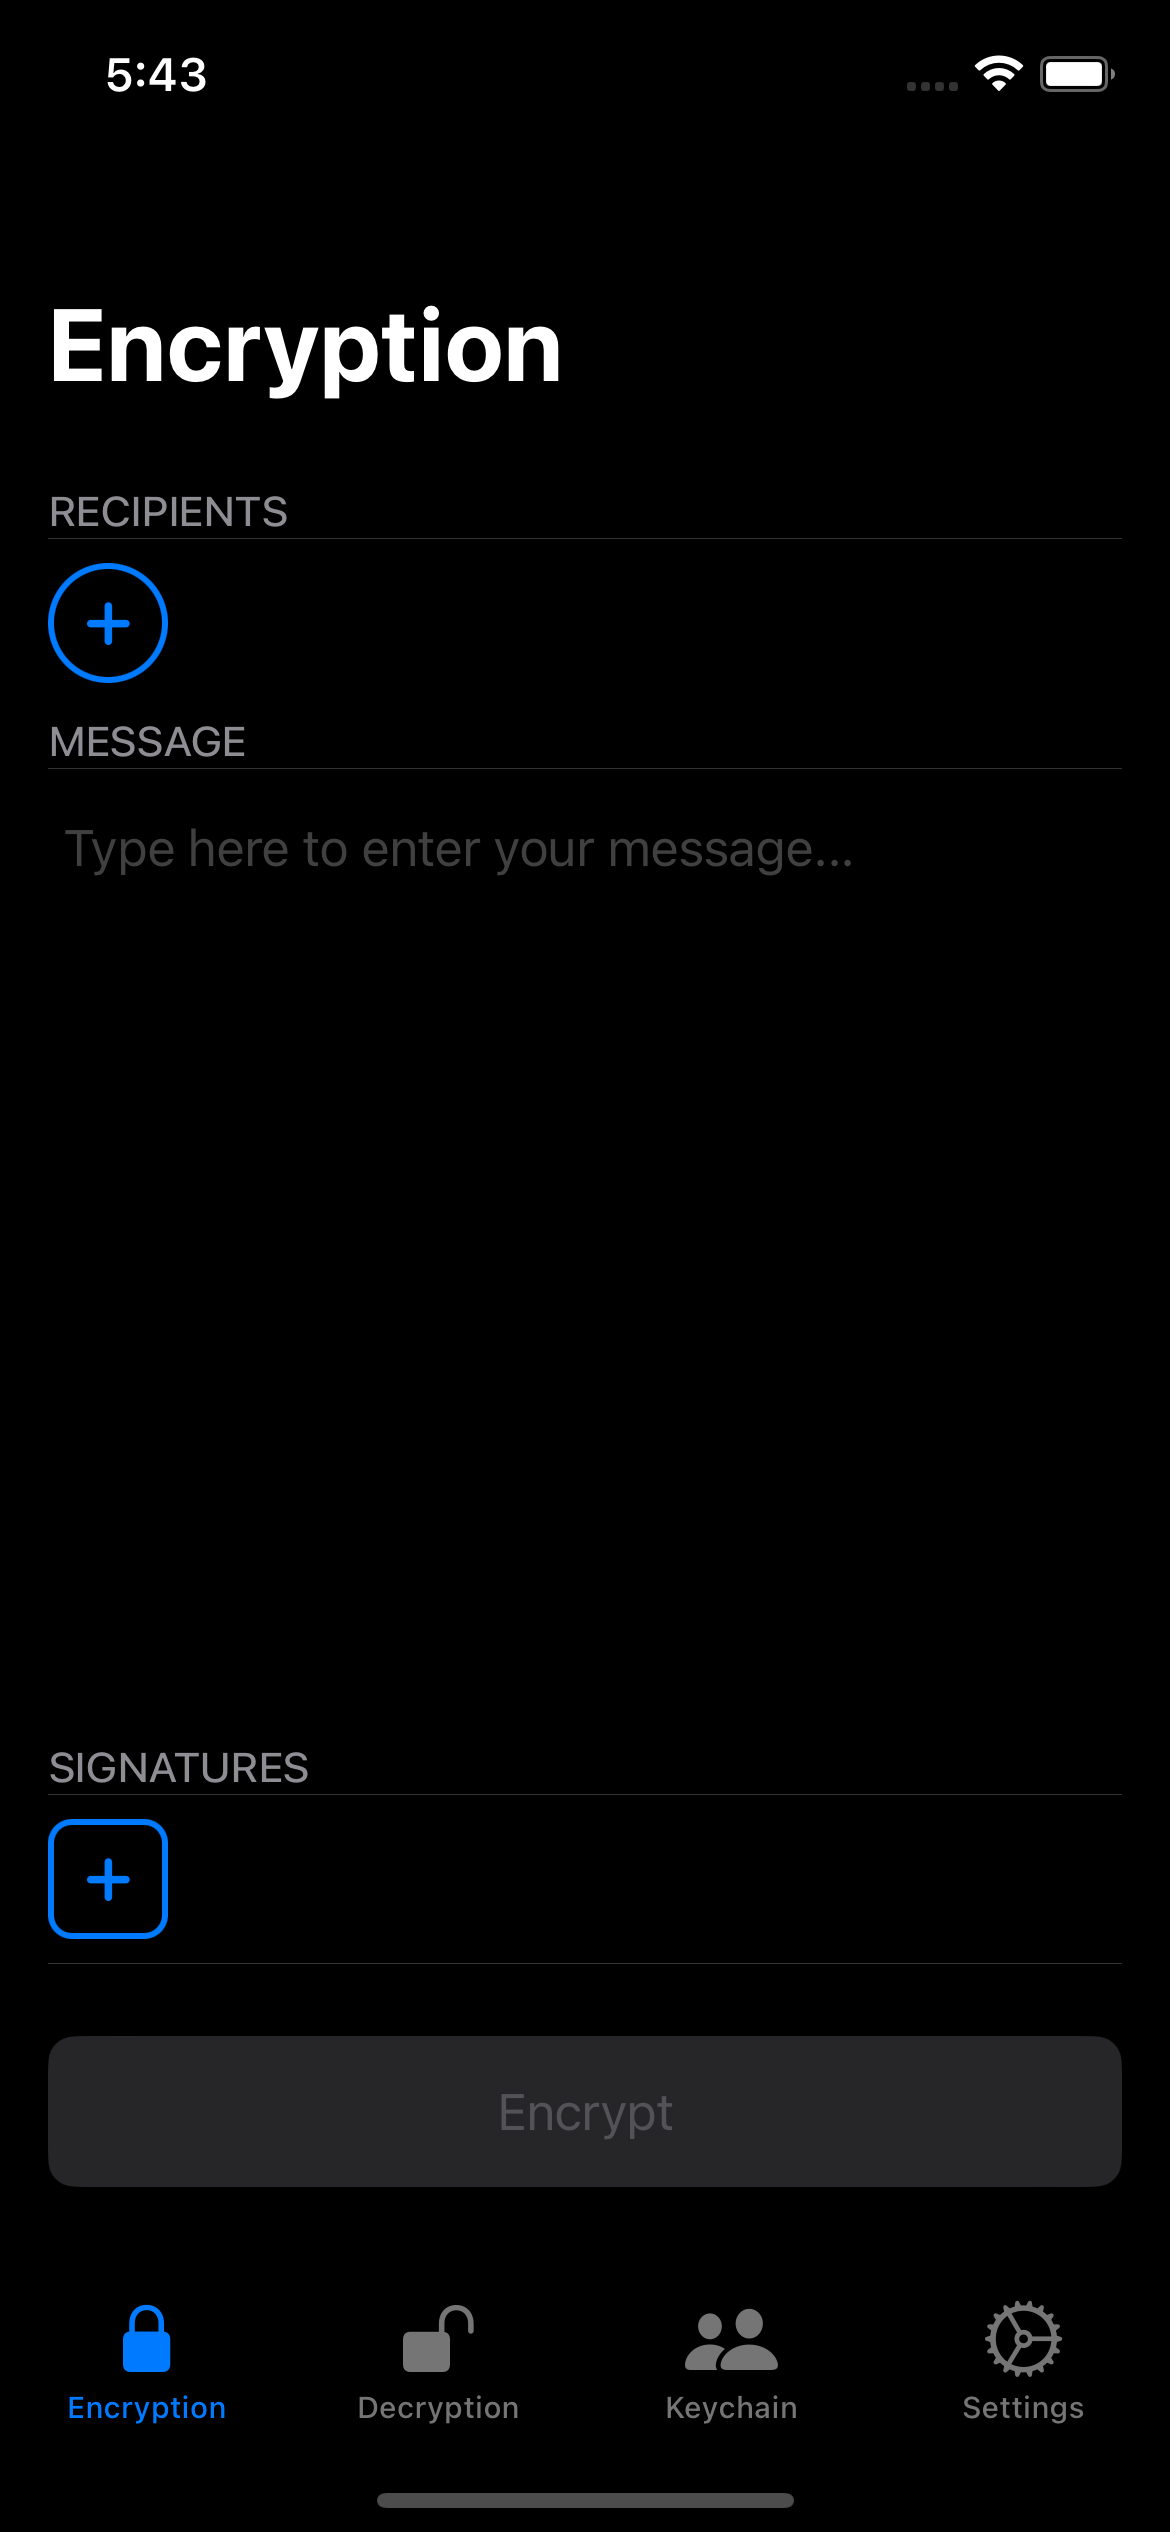 5:43
Encryption
RECIPIENTS
MESSAGE
Type here to enter your message...
SIGNATURES
Encrypt
Encryption
Decryption
Keychain
Settings